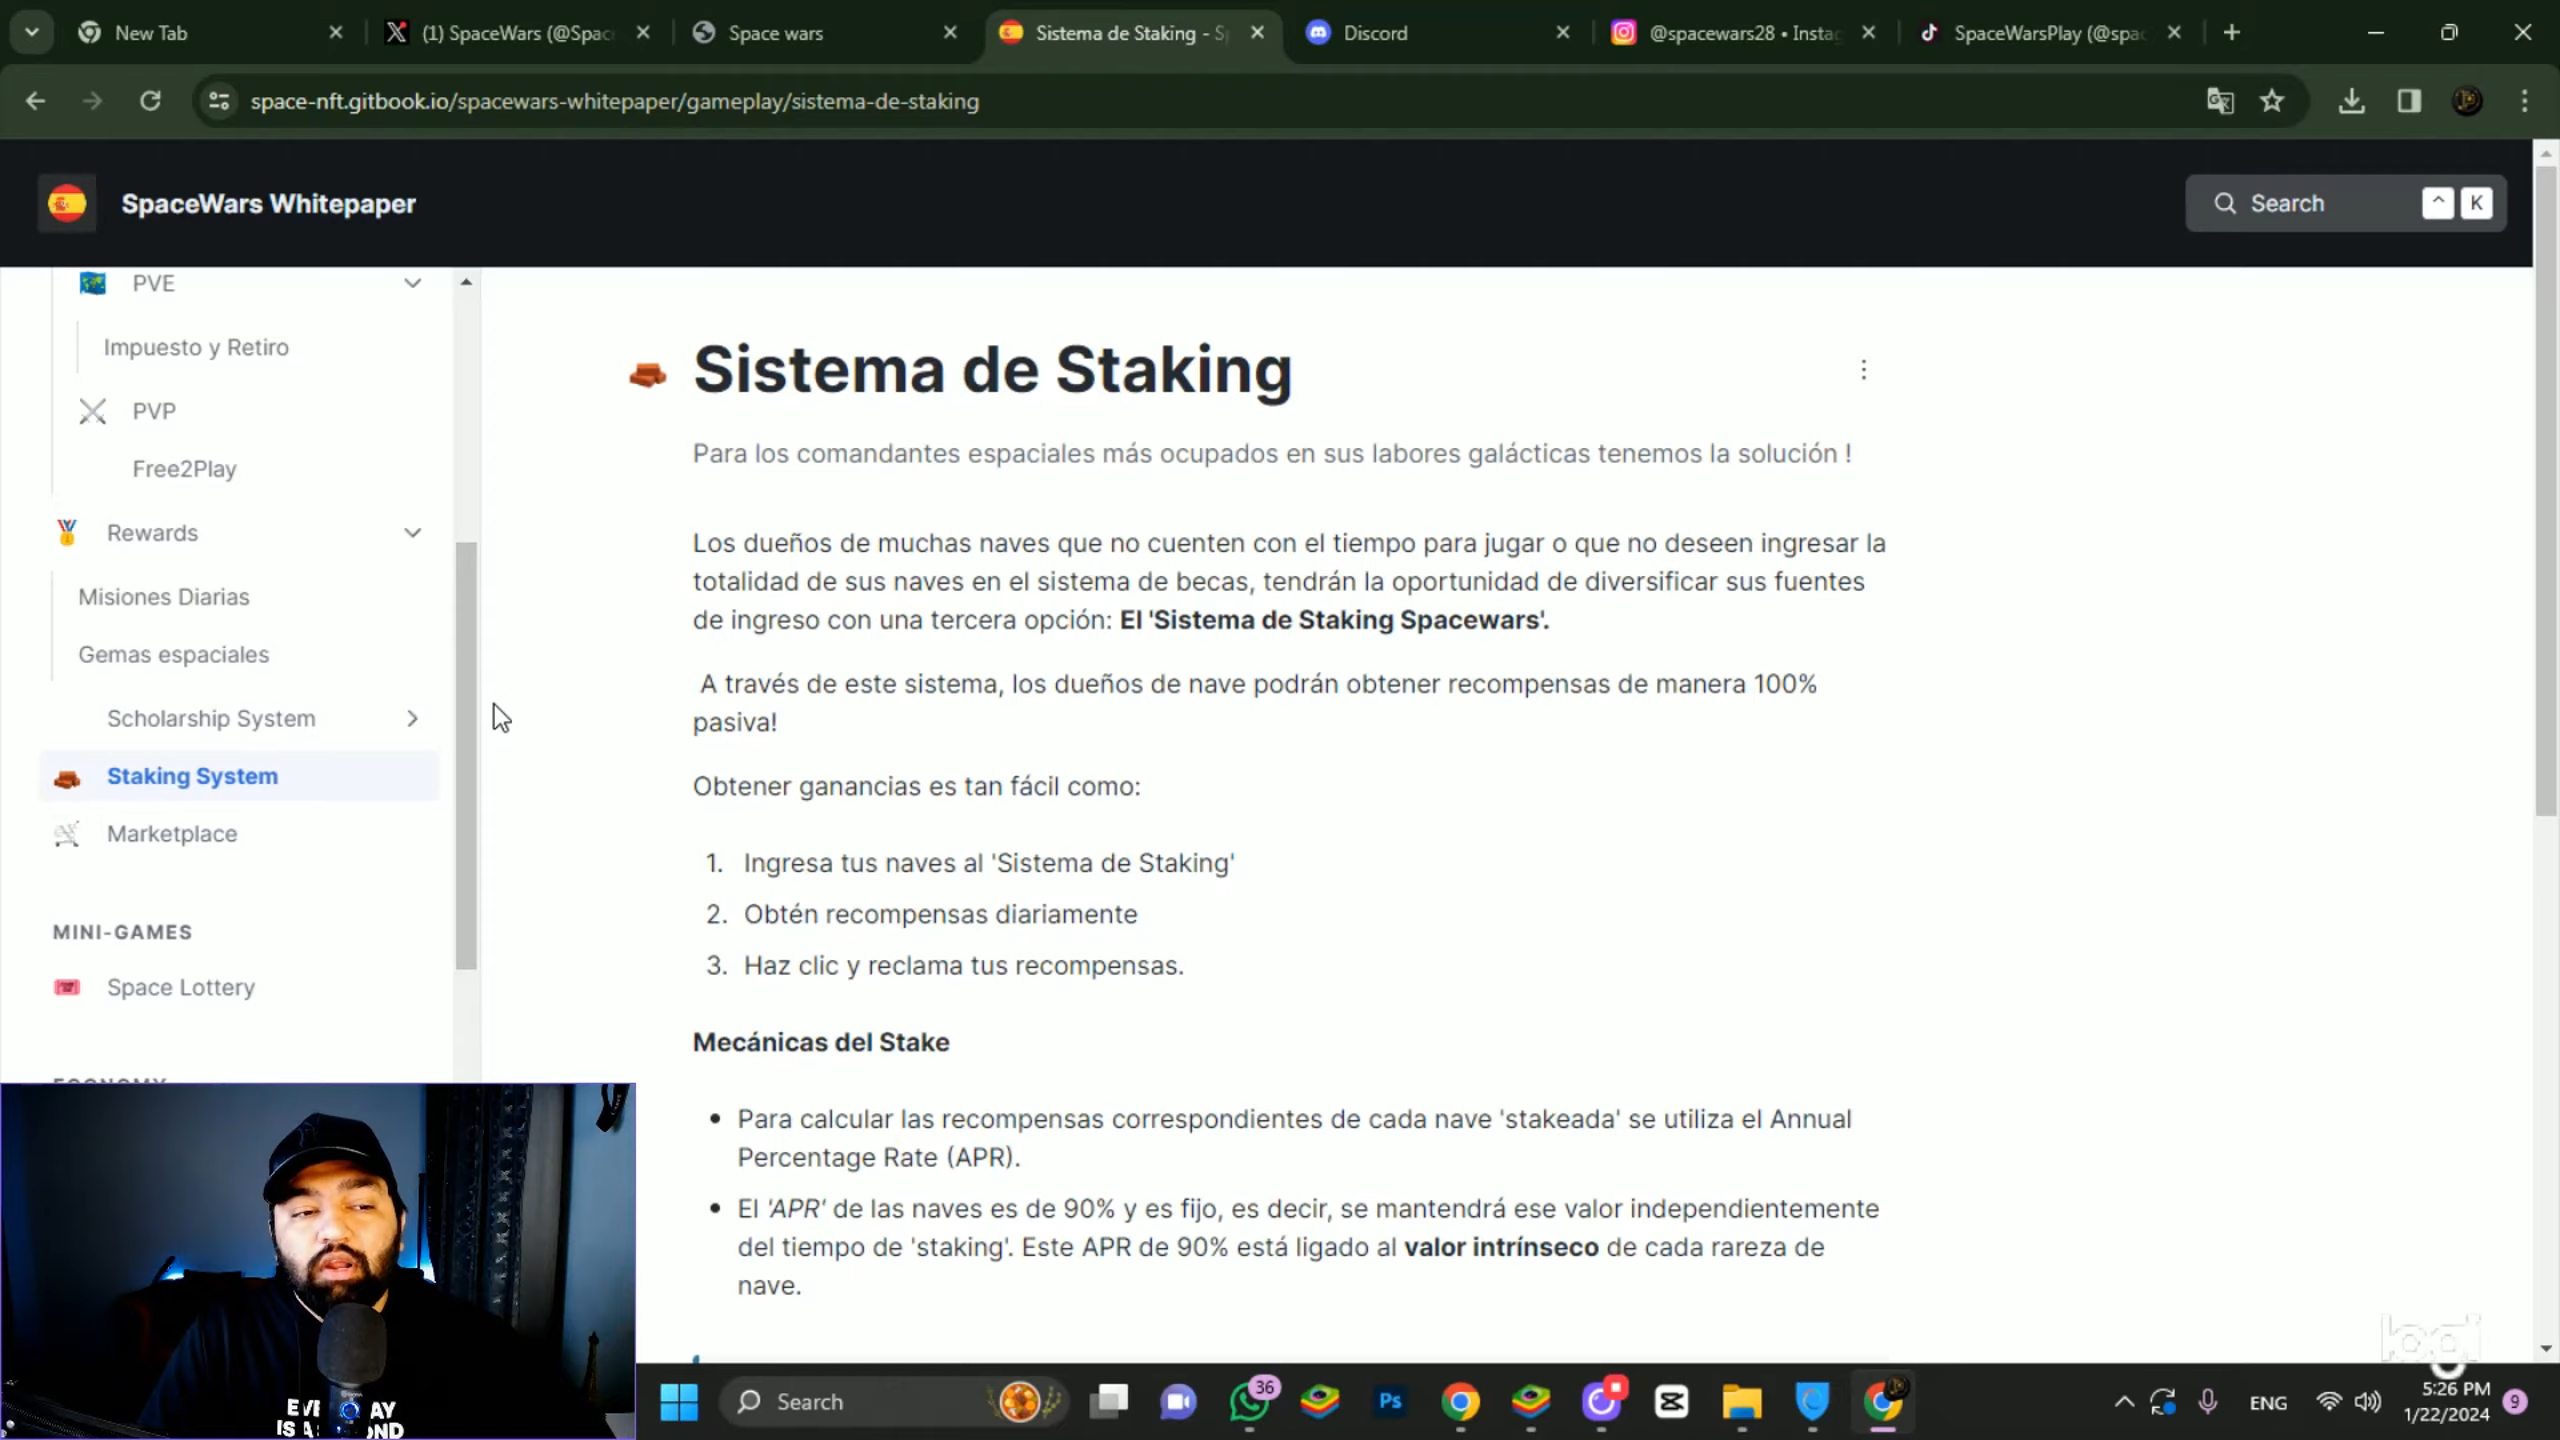 New Tab
(1) SpaceWars (@Spac
Space wars
Sistema de Staking - Sp
Discord
@spacewars28 • Insta
SpaceWarsPlay (@spac
space-nft.gitbook.io/spacewars-whitepaper/gameplay/sistema-de-staking
SpaceWars Whitepaper
Search
^ K
PVE
Impuesto y Retiro
PVP
Free2Play
Rewards
Misiones Diarias
Gemas espaciales
Scholarship System
Staking System
Marketplace
MINI-GAMES
Space Lottery
ECONOMY
Sistema de Staking
Para los comandantes espaciales más ocupados en sus labores galácticas tenemos la solución !
Los dueños de muchas naves que no cuenten con el tiempo para jugar o que no deseen ingresar la
totalidad de sus naves en el sistema de becas, tendrán la oportunidad de diversificar sus fuentes
de ingreso con una tercera opción: El 'Sistema de Staking Spacewars'.
A través de este sistema, los dueños de nave podrán obtener recompensas de manera 100%
pasiva!
Obtener ganancias es tan fácil como:
1. Ingresa tus naves al 'Sistema de Staking'
2. Obtén recompensas diariamente
3. Haz clic y reclama tus recompensas.
Mecánicas del Stake
• Para calcular las recompensas correspondientes de cada nave 'stakeada' se utiliza el Annual
Percentage Rate (APR).
• El 'APR' de las naves es de 90% y es fijo, es decir, se mantendrá ese valor independientemente
del tiempo de 'staking'. Este APR de 90% está ligado al valor intrínseco de cada rareza de
nave.
logi
Search
36
Ps
ENG
5:26 PM
1/22/2024
9